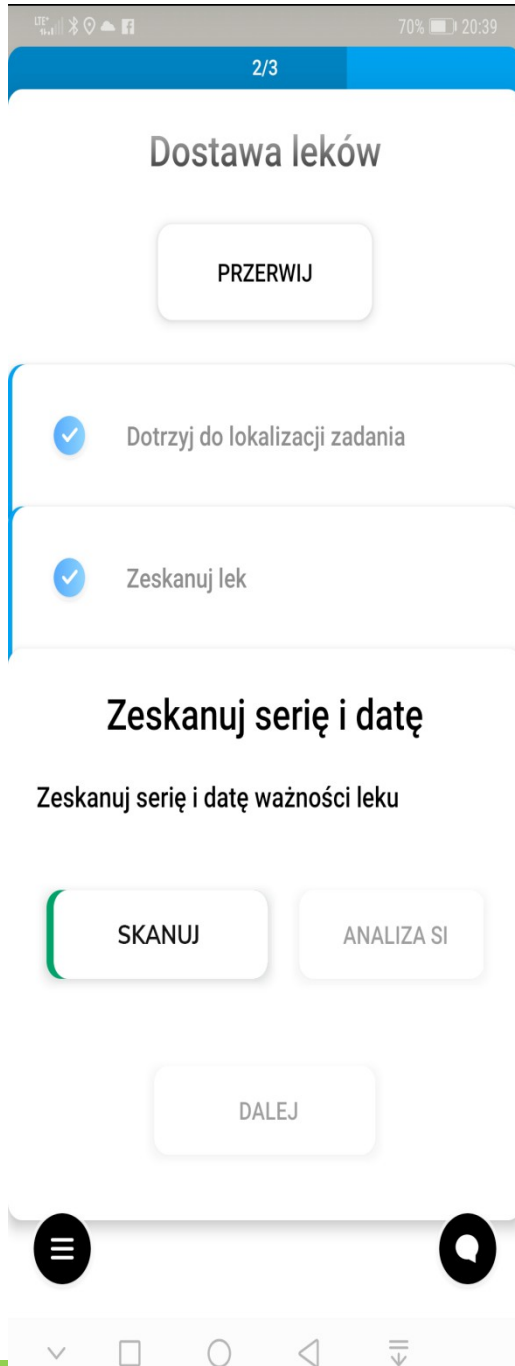 70% 20:39
2/3
Dostawa leków
PRZERWIJ
Dotrzyj do lokalizacji zadania
Zeskanuj lek
Zeskanuj serię i datę
Zeskanuj serię i datę ważności leku
SKANUJ
ANALIZA SI
DALEJ